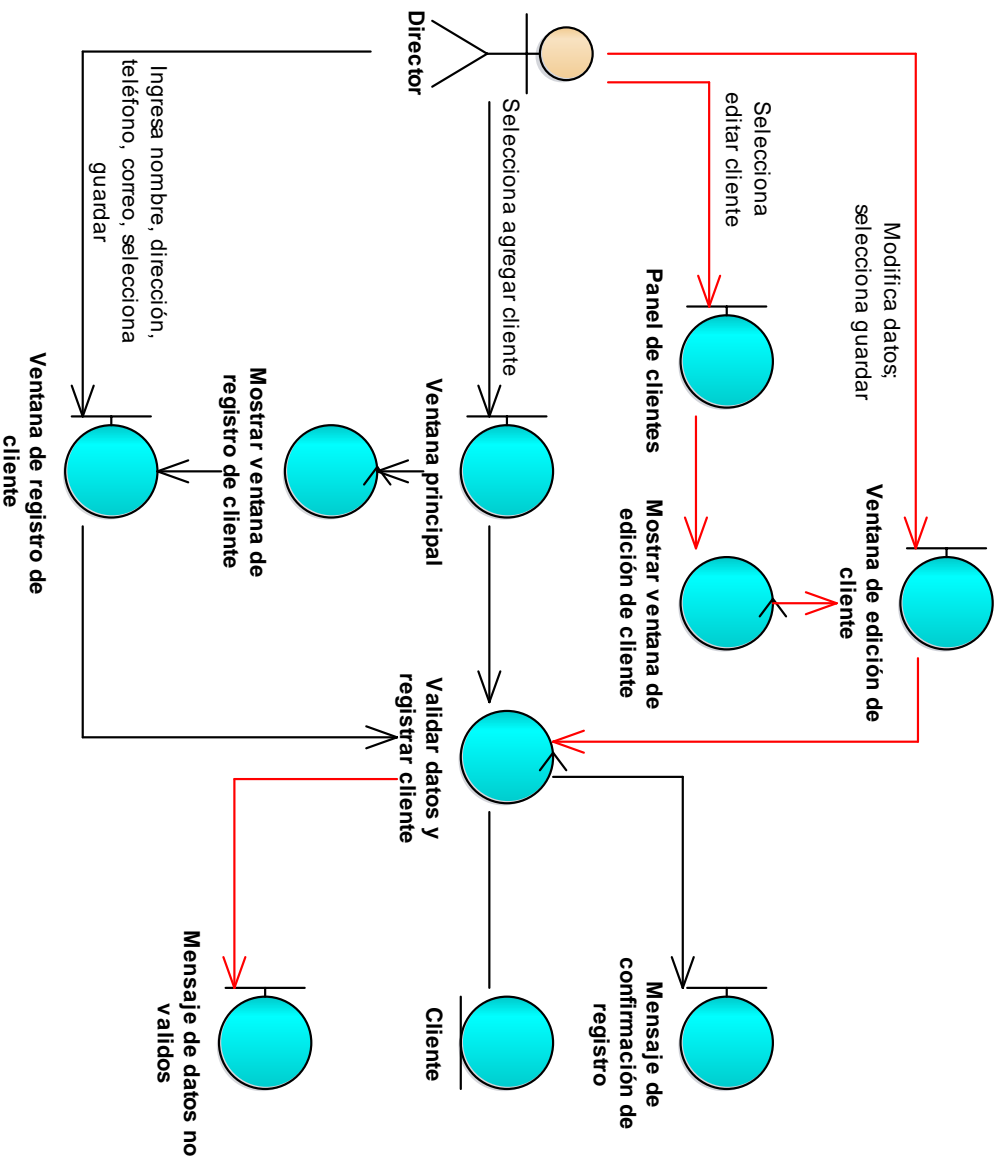 Director
Modifica datos;
selecciona guardar
Selecciona
editar cliente
Selecciona agregar cliente
Ingresa nombre, dirección,
teléfono, correo, selecciona
guardar
Panel de clientes
Ventana de edición de
cliente
Mostrar ventana de
edición de cliente
Ventana principal
Mostrar ventana de
registro de cliente
Ventana de registro de
cliente
Validar datos y
registrar cliente
Mensaje de
confirmación de
registro
Cliente
Mensaje de datos no
validos